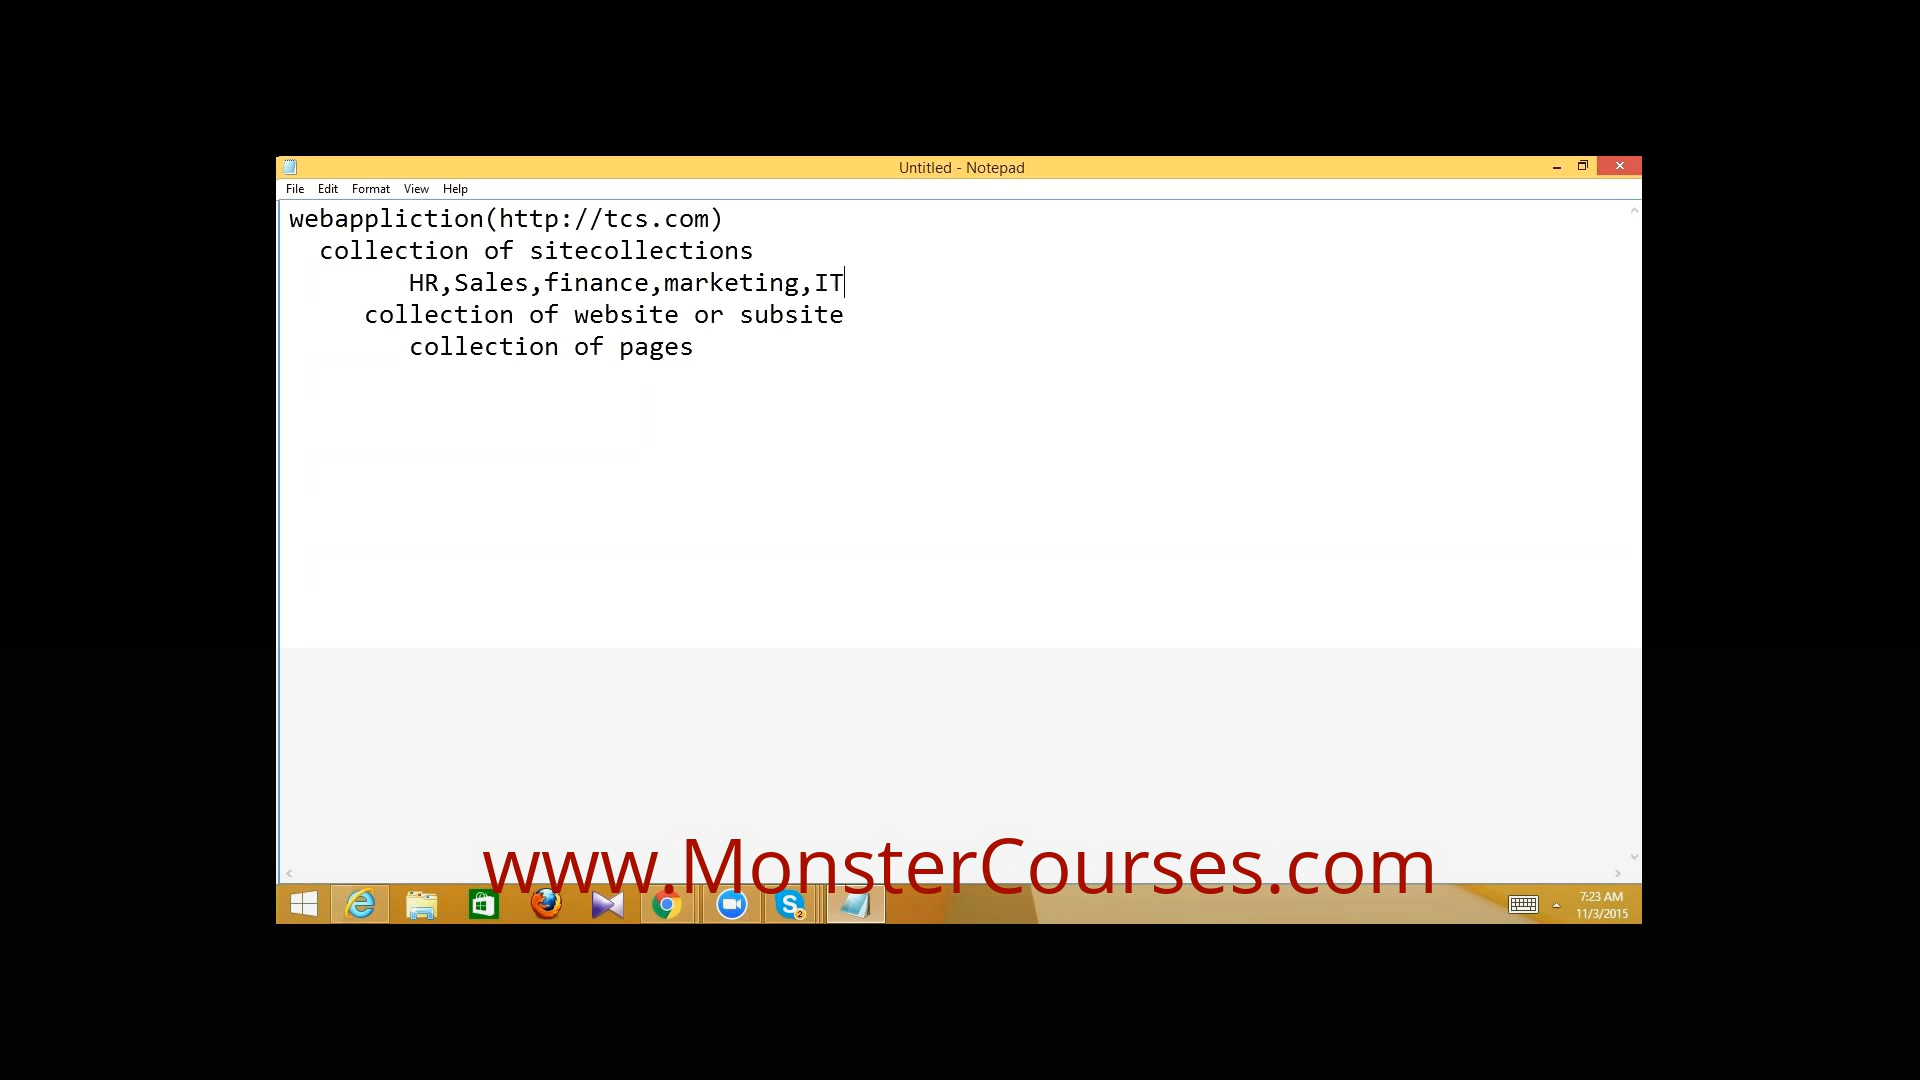 Untitled - Notepad
File Edit Format View Help
webappliction(http://tcs.com)
collection of sitecollections
HR,Sales,finance,marketing,IT
collection of website or subsite
collection of pages
www.MonsterCourses.com
2
7:23 AM
11/3/2015